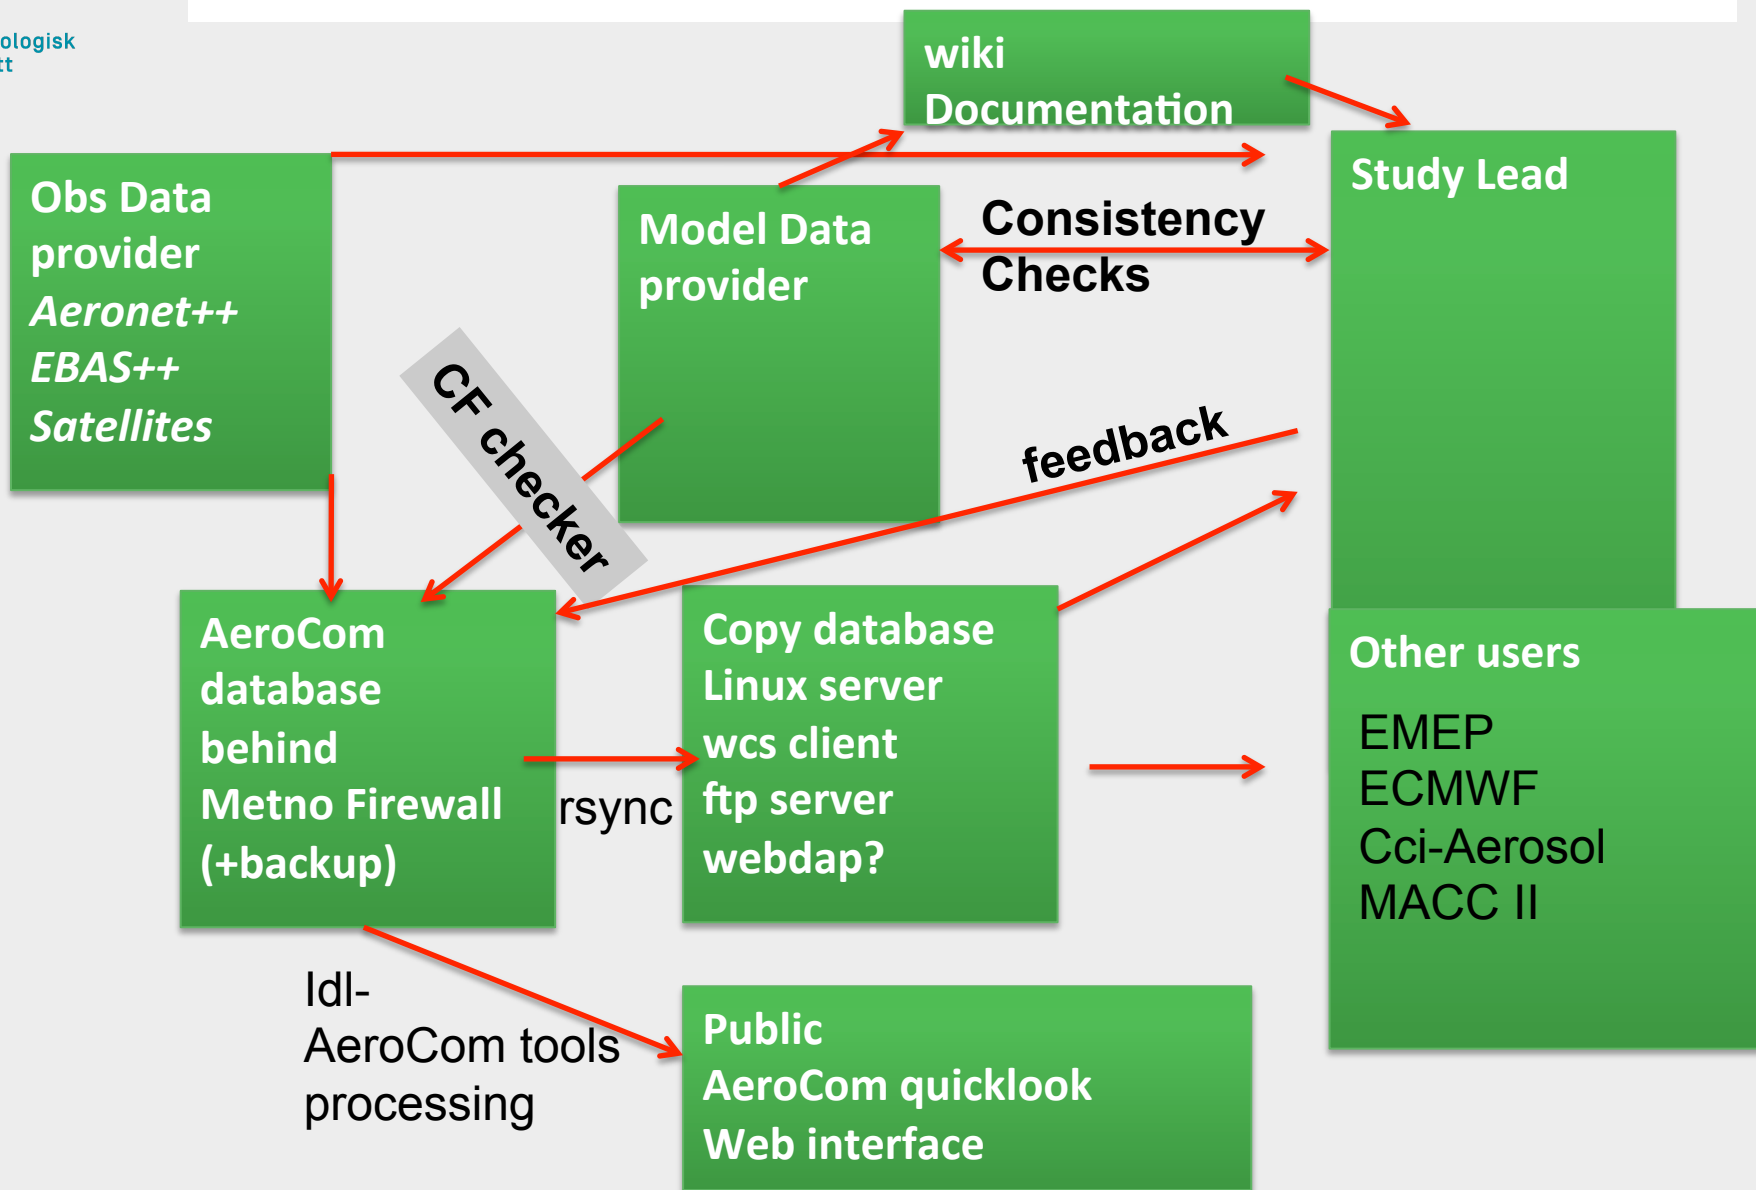 wiki
Documentation
Obs Data
provider
Aeronet++
EBAS++
Satellites
Model Data
provider
Consistency
Checks
Study Lead
CF checker
feedback
AeroCom
database
behind
Metno Firewall
(+backup)
rsync
Copy database
Linux server
wcs client
ftp server
webdap?
Other users
EMEP
ECMWF
Cci-Aerosol
MACC II
Idl-
AeroCom tools
processing
Public
AeroCom quicklook
Web interface